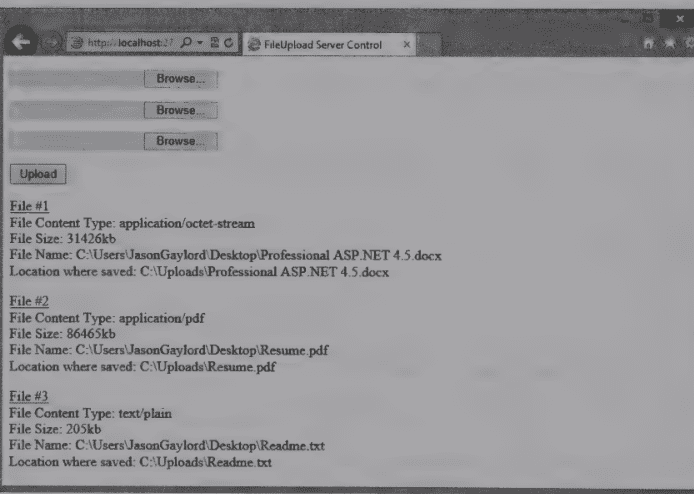 http://localhost:27
FileUpload Server Control
Browse...
Browse...
Browse...
Upload
File #1
File Content Type: application/octet-stream
File Size: 31426kb
File Name: C:\Users\JasonGaylord\Desktop\Professional ASP.NET 4.5.docx
Location where saved: C:\Uploads\Professional ASP.NET 4.5.docx
File #2
File Content Type: application/pdf
File Size: 86465kb
File Name: C:\Users\JasonGaylord\Desktop\Resume.pdf
Location where saved: C:\Uploads\Resume.pdf
File #3
File Content Type: text/plain
File Size: 205kb
File Name: C:\Users\JasonGaylord\Desktop\Readme.txt
Location where saved: C:\Uploads\Readme.txt